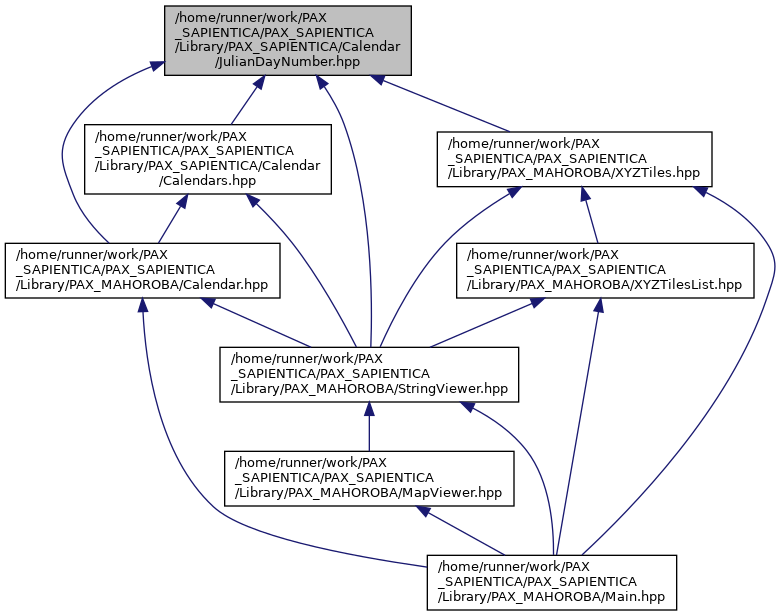 /home/runner/work/PAX
_SAPIENTICA/PAX_SAPIENTICA
/Library/PAX_SAPIENTICA/Calendar
/JulianDayNumber.hpp
/home/runner/work/PAX
_SAPIENTICA/PAX_SAPIENTICA
/Library/PAX_SAPIENTICA/Calendar
/Calendars.hpp
/home/runner/work/PAX
_SAPIENTICA/PAX_SAPIENTICA
/Library/PAX_MAHOROBA/XYZTiles.hpp
/home/runner/work/PAX
_SAPIENTICA/PAX_SAPIENTICA
/Library/PAX_MAHOROBA/Calendar.hpp
/home/runner/work/PAX
_SAPIENTICA/PAX_SAPIENTICA
/Library/PAX_MAHOROBA/XYZTilesList.hpp
/home/runner/work/PAX
_SAPIENTICA/PAX_SAPIENTICA
/Library/PAX_MAHOROBA/StringViewer.hpp
/home/runner/work/PAX
_SAPIENTICA/PAX_SAPIENTICA
/Library/PAX_MAHOROBA/MapViewer.hpp
/home/runner/work/PAX
_SAPIENTICA/PAX_SAPIENTICA
/Library/PAX_MAHOROBA/Main.hpp